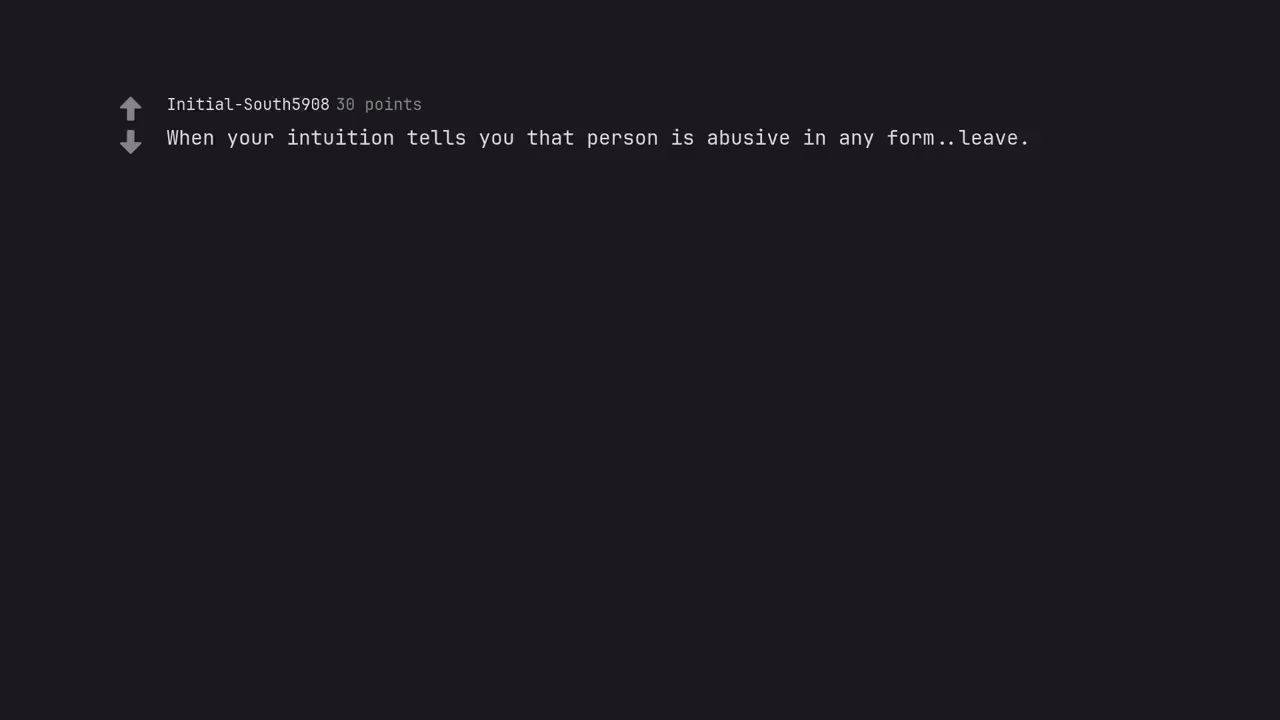 Initial-South5908 30 points
When your intuition tells you that person is abusive in any form..leave.